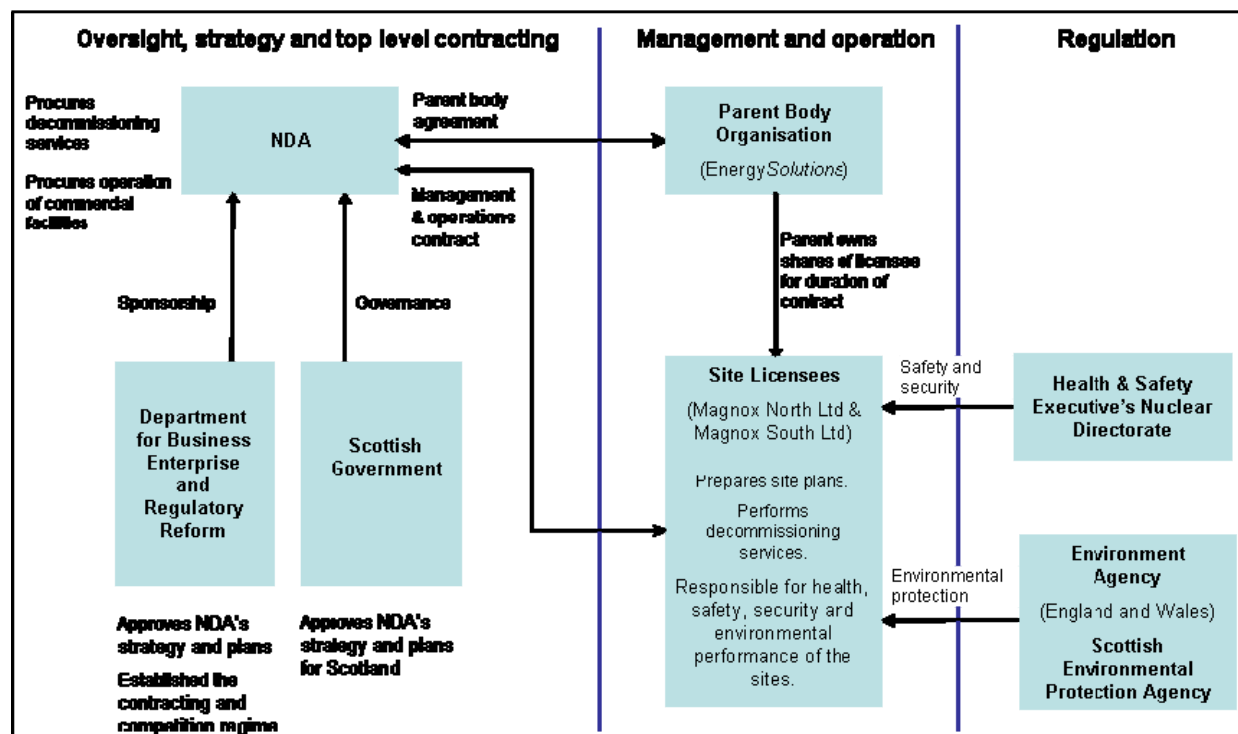 Oversight, strategy and top level contracting
Management and operation
Regulation
Procures
decommissioning
services
Procures operation
of commercial
facilities
NDA
Parent body
agreement
Management
& operations
contract
Parent Body
Organisation
(EnergySolutions)
Parent owns
shares of licensee
for duration of
contract
Sponsorship
Governance
Department
for Business
Enterprise
and
Regulatory
Reform
Scottish
Government
Approves NDA's
strategy and plans
Established the
contracting and
competition regime
Approves NDA's
strategy and plans
for Scotland
Site Licensees
(Magnox North Ltd &
Magnox South Ltd)
Prepares site plans.
Performs
decommissioning
services.
Responsible for health,
safety, security and
environmental
performance of the
sites.
Safety and
security
Health & Safety
Executive's Nuclear
Directorate
Environmental
protection
Environment
Agency
(England and Wales)
Scottish
Environmental
Protection Agency